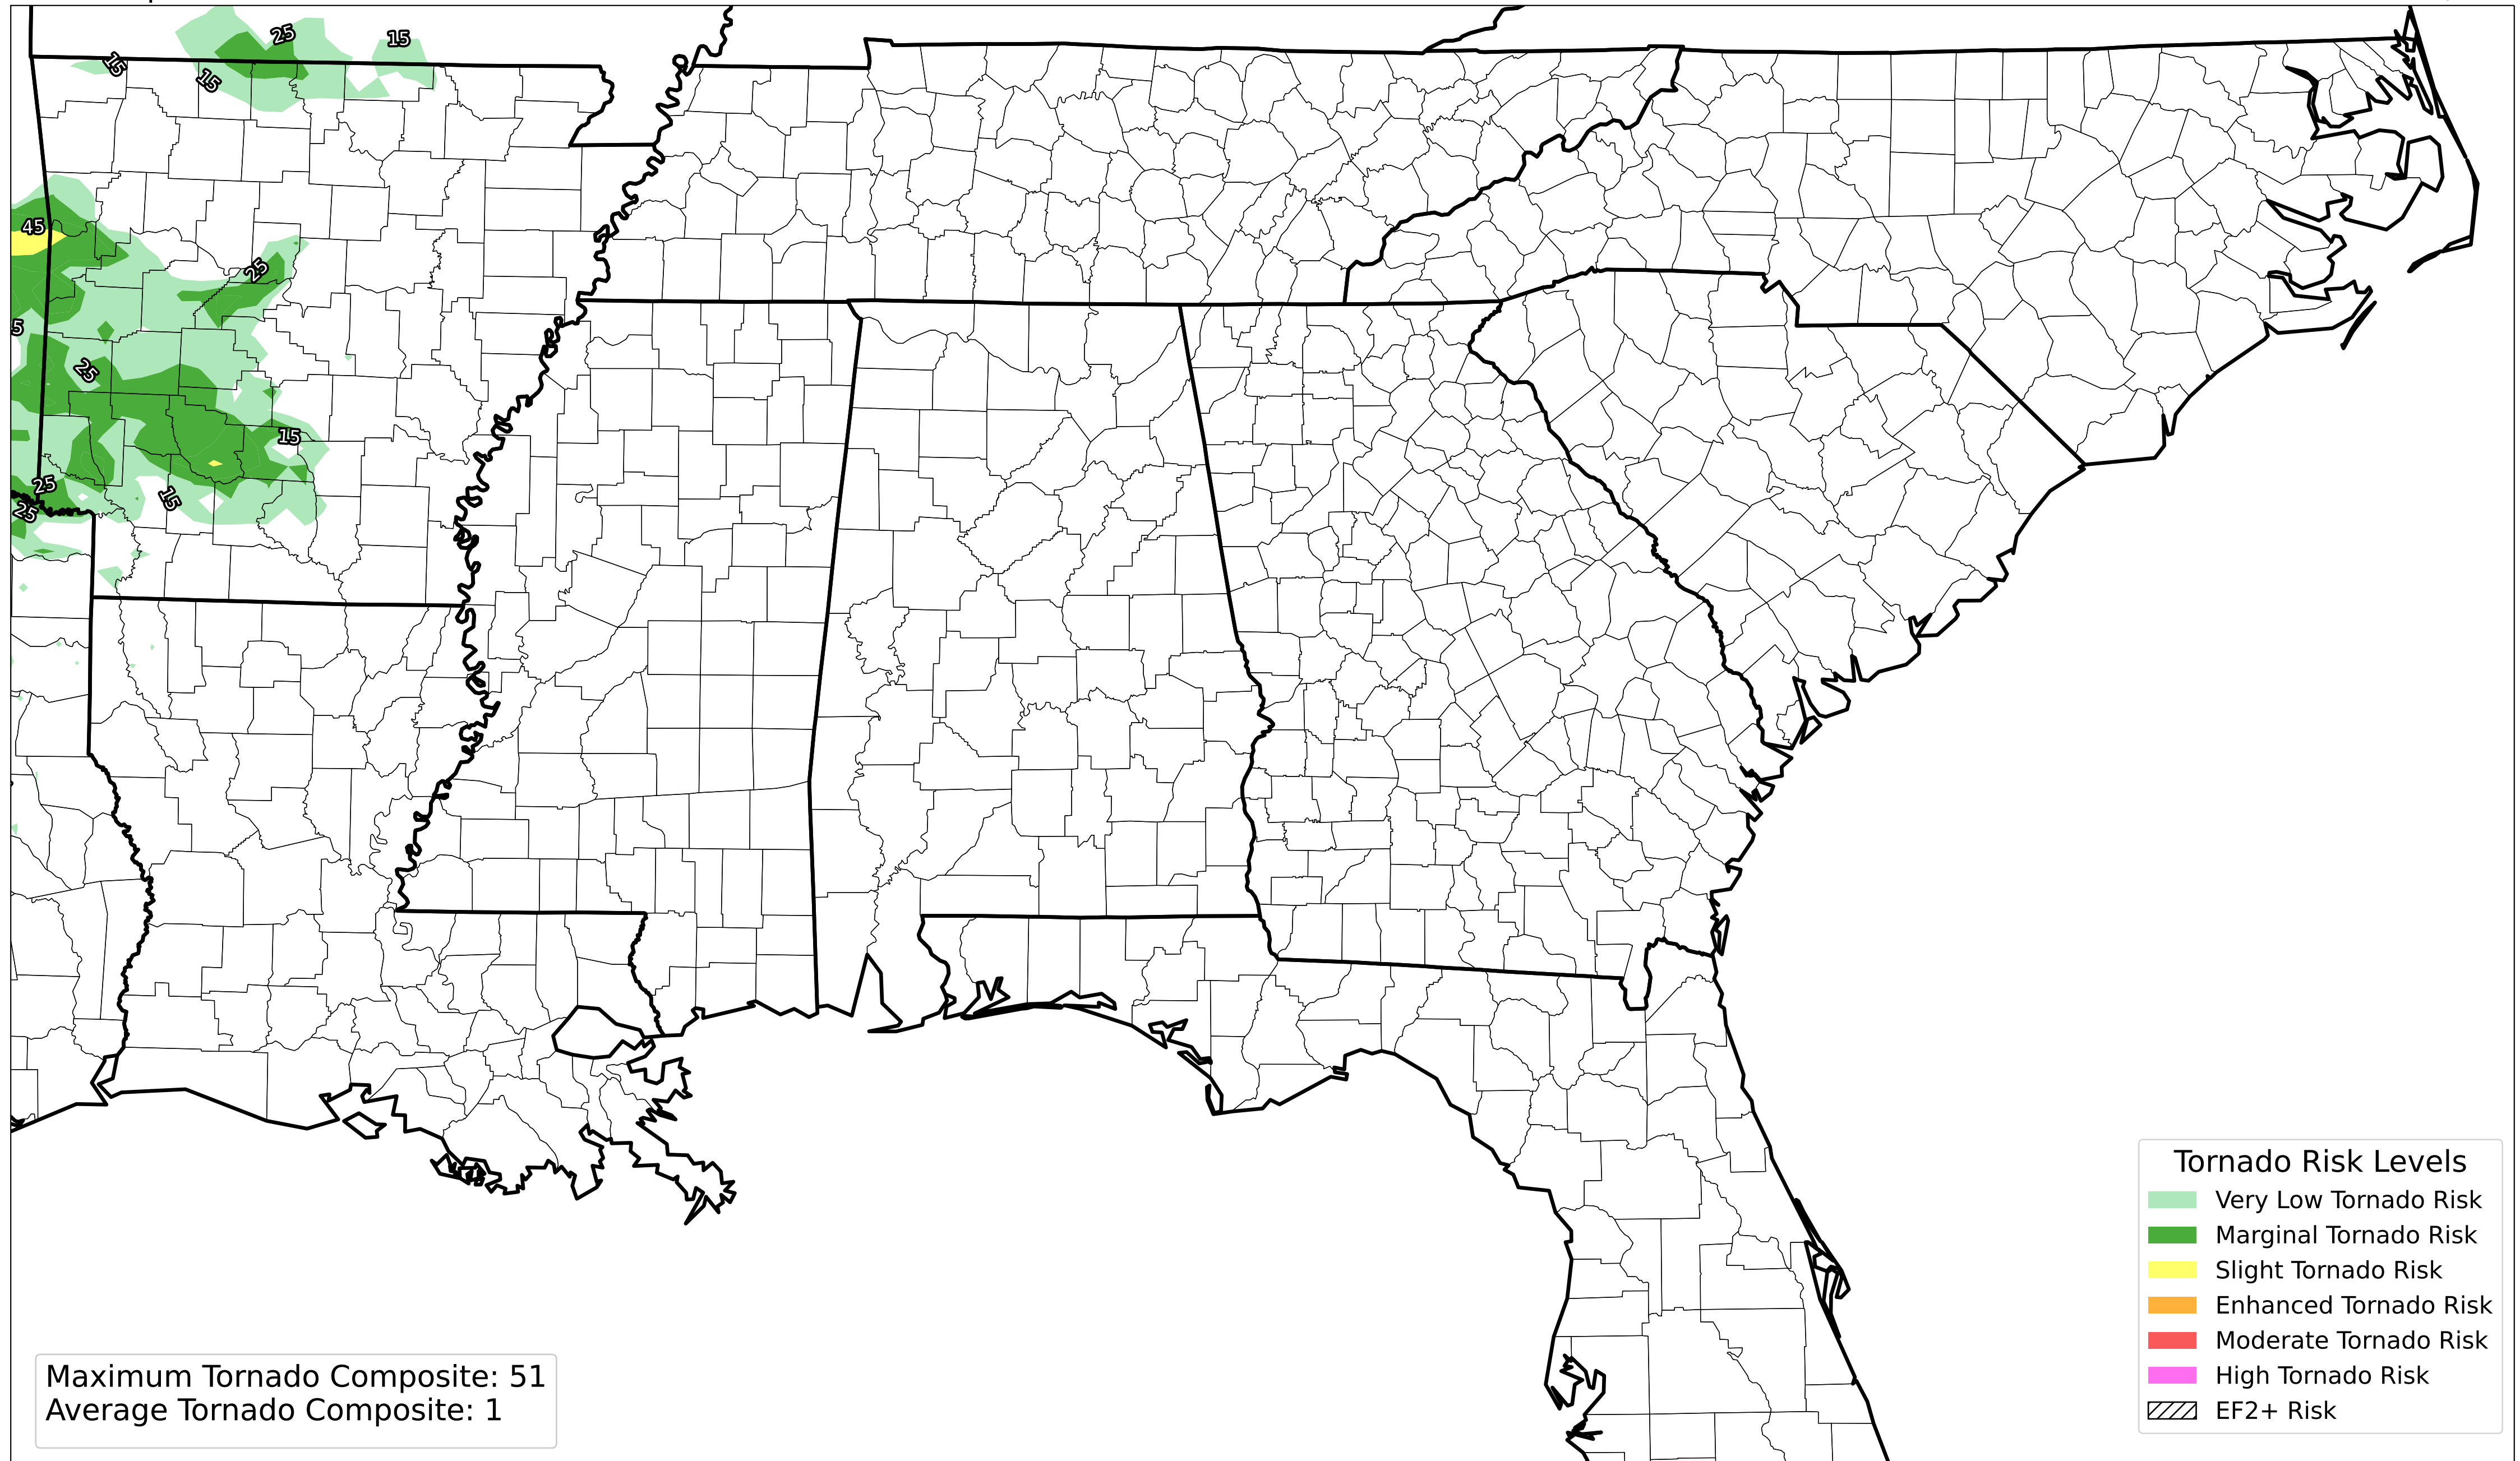 25
15
15
15
45
25
5
25
15
25
15
25
Tornado Risk Levels
Very Low Tornado Risk
Marginal Tornado Risk
Slight Tornado Risk
Enhanced Tornado Risk
Moderate Tornado Risk
High Tornado Risk
EF2+ Risk
Maximum Tornado Composite: 51
Average Tornado Composite: 1